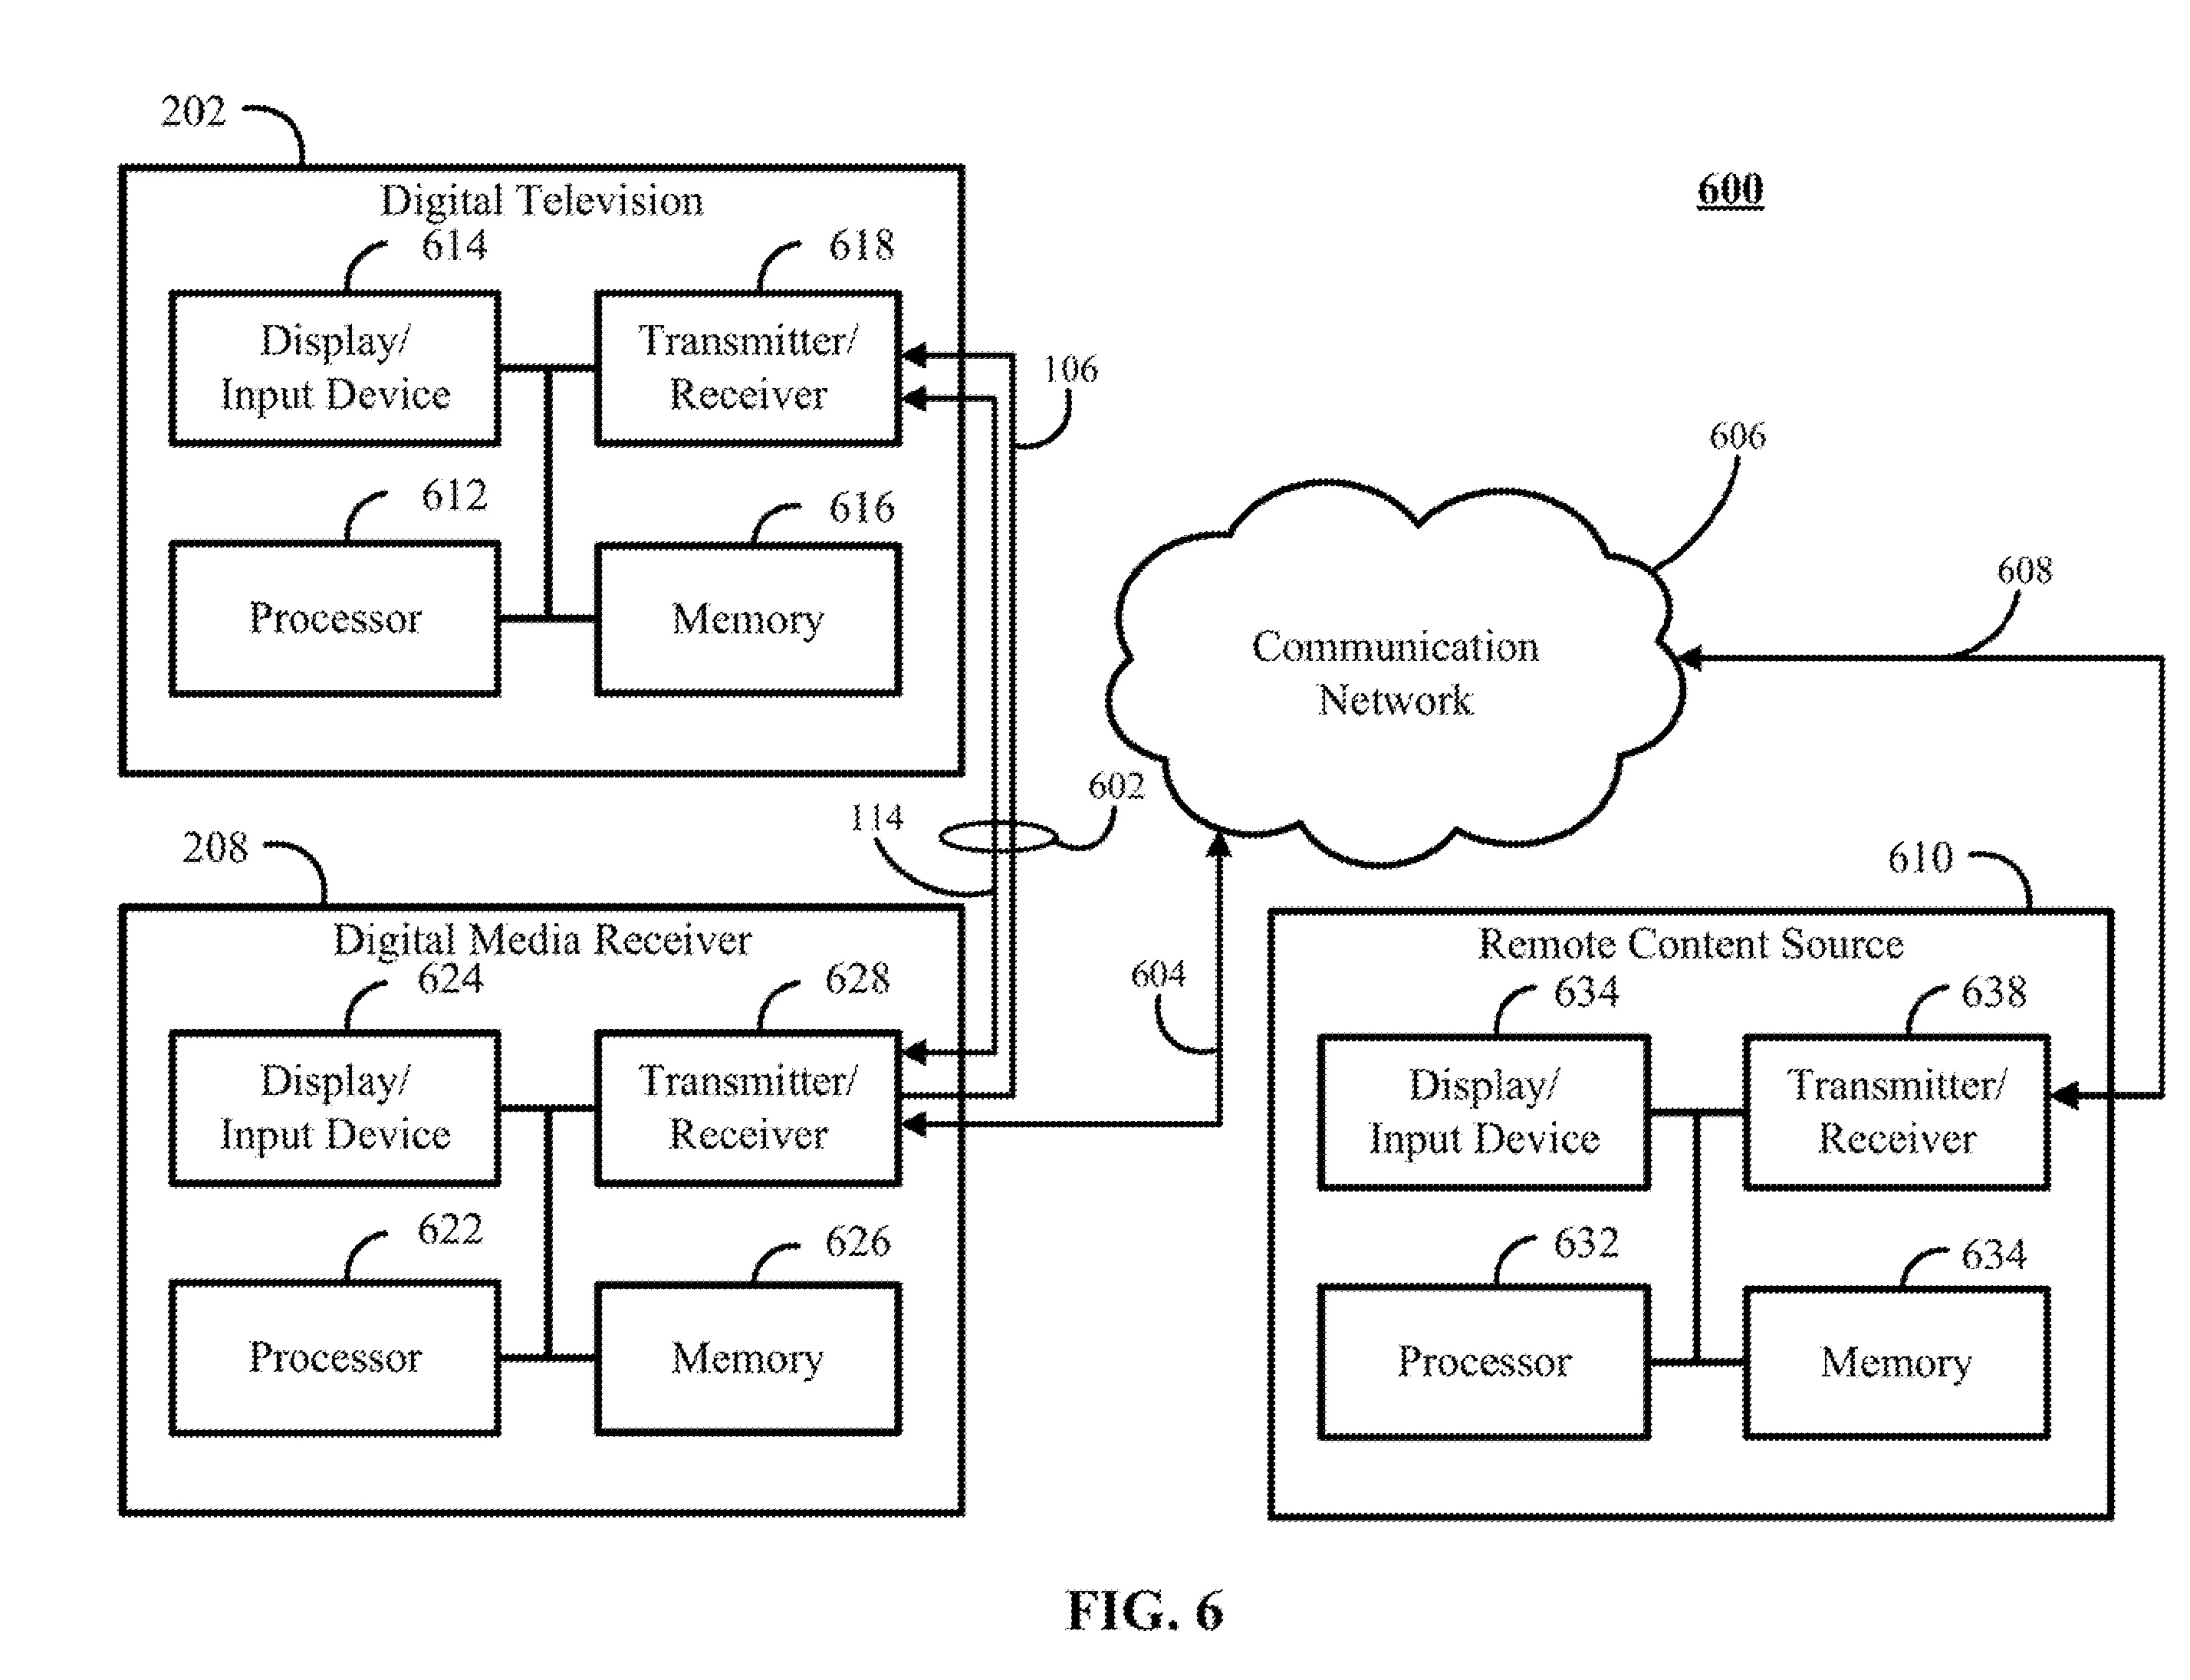 202
600
Digital Television
614
618
Display/
Input Device
Transmitter/
Receiver
106
612
616
Processor
Memory
606
608
Communication
Network
602
114
208
610
Digital Media Receiver
624
628
Display/
Input Device
Transmitter/
Receiver
604
622
626
Processor
Memory
Remote Content Source
634
638
Display/
Input Device
Transmitter/
Receiver
632
634
Processor
Memory
FIG. 6